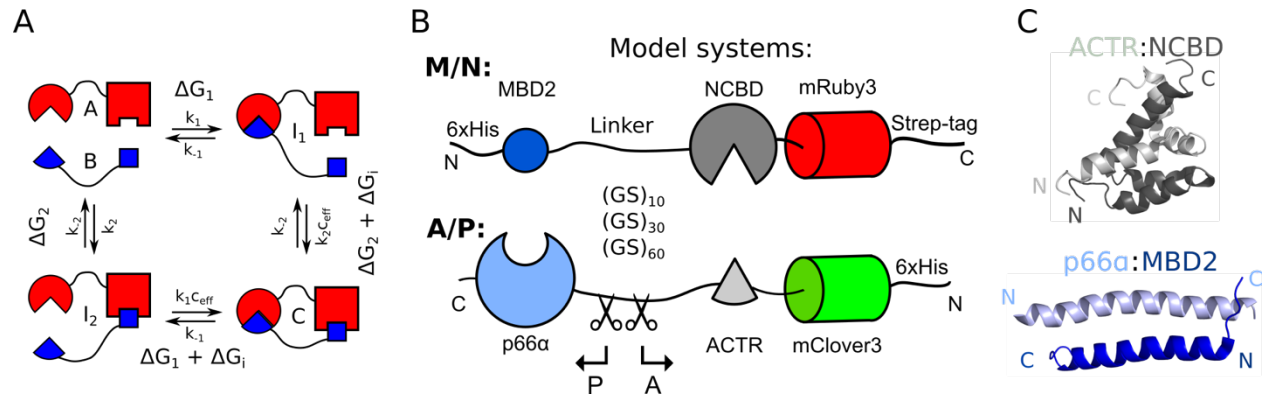 A
B
C
ΔG₁
A
k₁
k₋₁
I₁
B
ΔG₂
k₋₂
k₂
k₋₂
k₂cₑff
ΔG₂ + ΔGᵢ
I₂
k₁cₑff
k₋₁
C
ΔG₁ + ΔGᵢ
Model systems:
M/N:
MBD2
NCBD
mRuby3
6xHis
Linker
Strep-tag
N
C
(GS)₁₀
(GS)₃₀
(GS)₆₀
A/P:
6xHis
C
N
p66α
ACTR
mClover3
P
A
ACTR:NCBD
C
C
N
N
p66α:MBD2
N
C
C
N